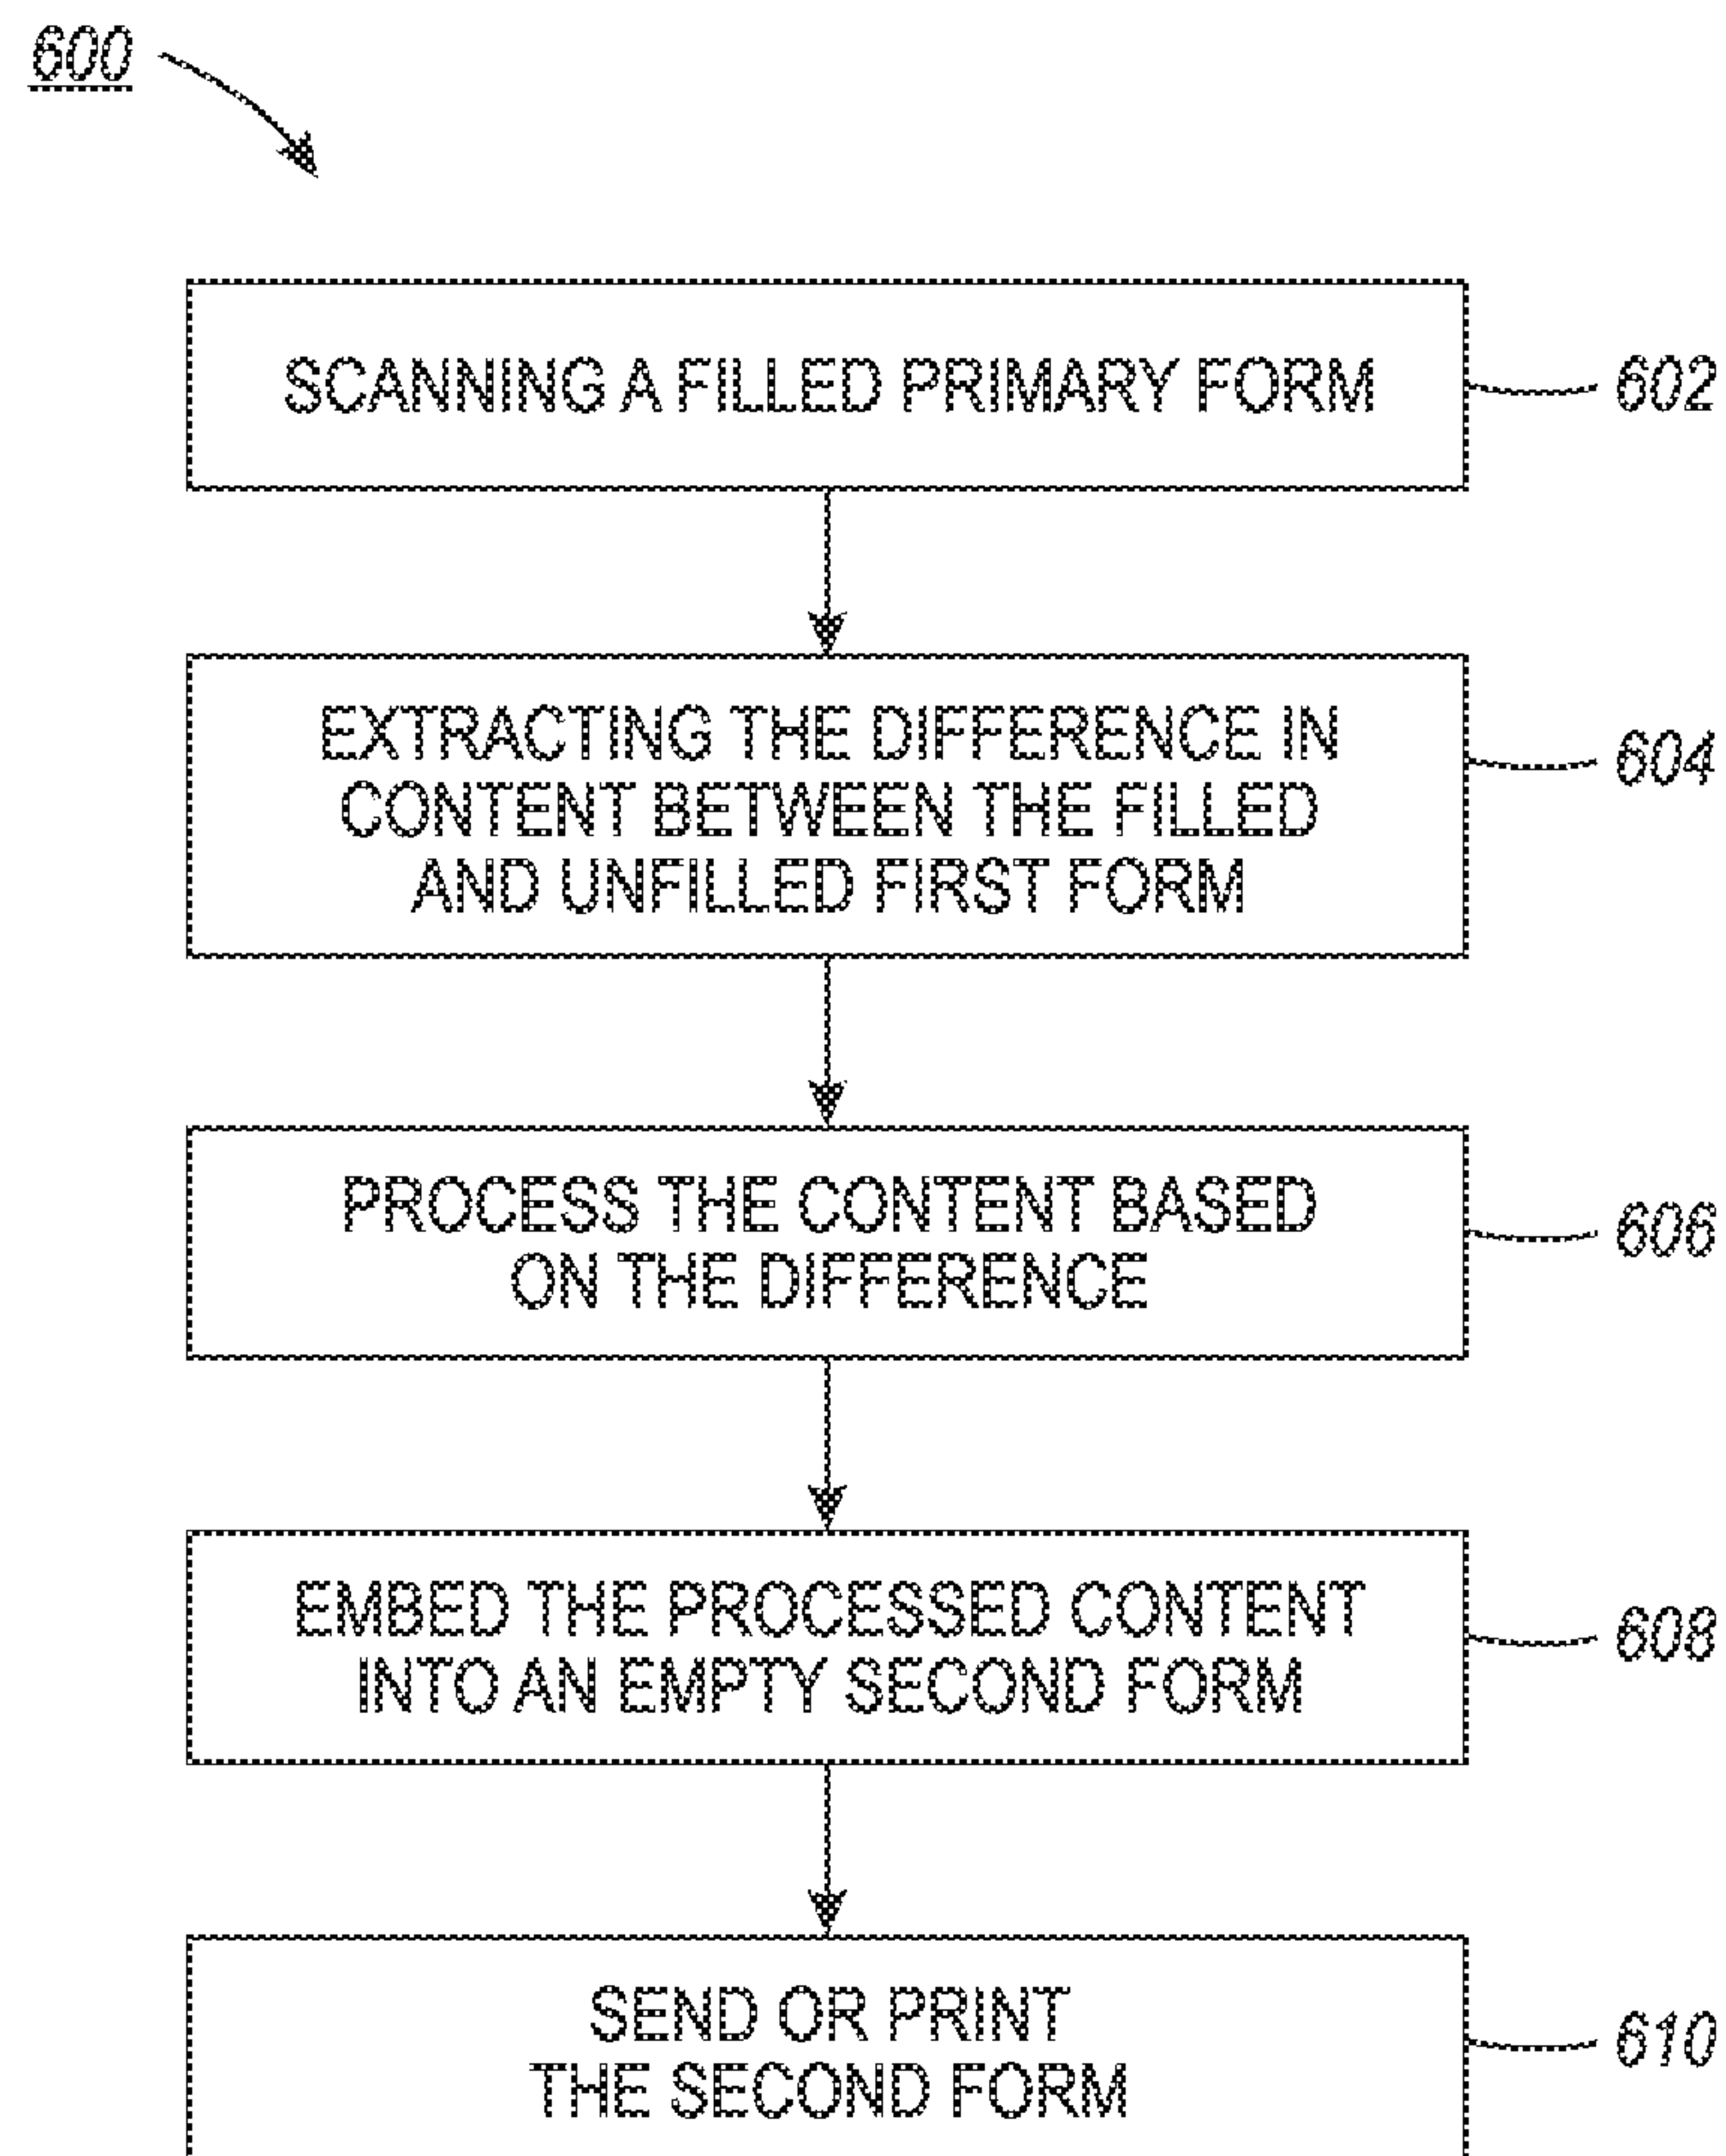 600
SCANNING A FILLED PRIMARY FORM
602
EXTRACTING THE DIFFERENCE IN
CONTENT BETWEEN THE FILLED
AND UNFILLED FIRST FORM
604
PROCESS THE CONTENT BASED
ON THE DIFFERENCE
606
EMBED THE PROCESSED CONTENT
INTO AN EMPTY SECOND FORM
608
SEND OR PRINT
THE SECOND FORM
610